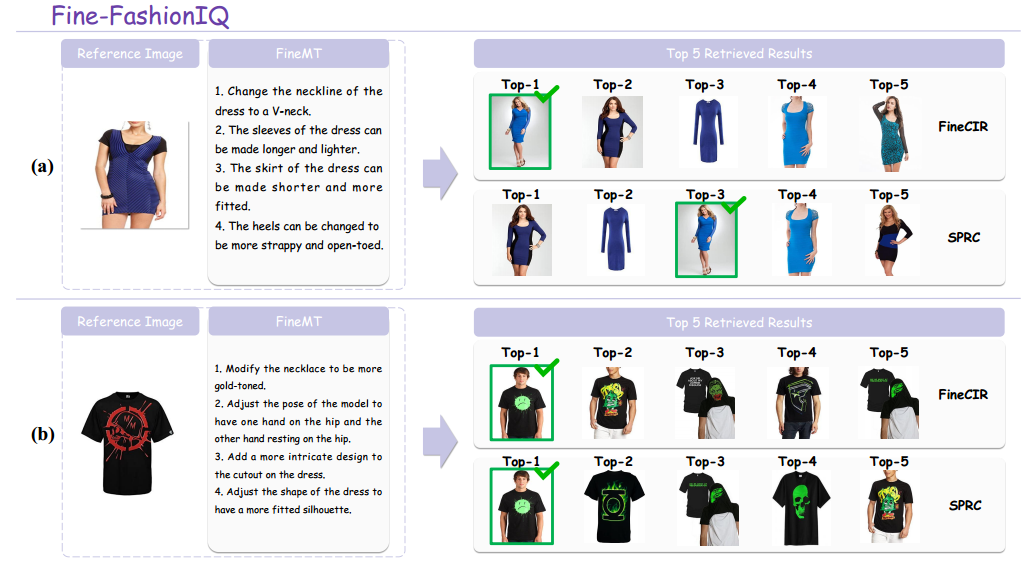 Fine-FashionIQ
Reference Image
FineMT
Top 5 Retrieved Results
(a)
1. Change the neckline of the
dress to a V-neck.
2. The sleeves of the dress can
be made longer and lighter.
3. The skirt of the dress can
be made shorter and more
fitted.
4. The heels can be changed to
be more strappy and open-toed.
Top-1 Top-2 Top-3 Top-4 Top-5
FineCIR
Top-1 Top-2 Top-3 Top-4 Top-5
SPRC
Reference Image
FineMT
Top 5 Retrieved Results
(b)
1. Modify the necklace to be more
gold-toned.
2. Adjust the pose of the model to
have one hand on the hip and the
other hand resting on the hip.
3. Add a more intricate design to
the cutout on the dress.
4. Adjust the shape of the dress to
have a more fitted silhouette.
Top-1 Top-2 Top-3 Top-4 Top-5
FineCIR
Top-1 Top-2 Top-3 Top-4 Top-5
SPRC